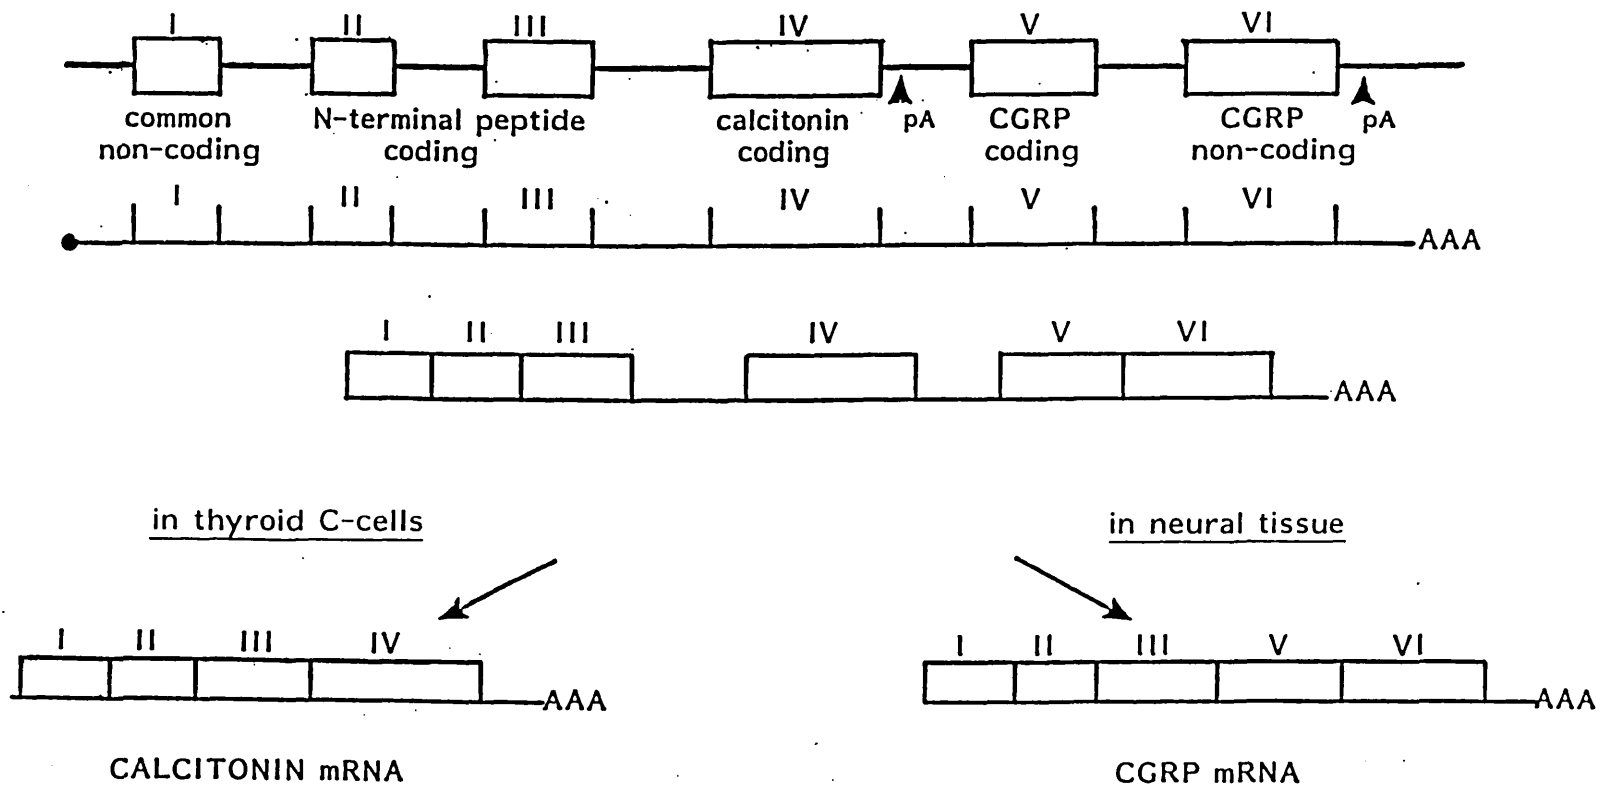 I II III IV V VI
common non-coding
N-terminal peptide coding
calcitonin coding
pA
CGRP coding
CGRP non-coding
pA
I II III IV V VI
AAA
I II III IV V VI
AAA
in thyroid C-cells
in neural tissue
I II III IV
AAA
I II III V VI
AAA
CALCITONIN mRNA
CGRP mRNA